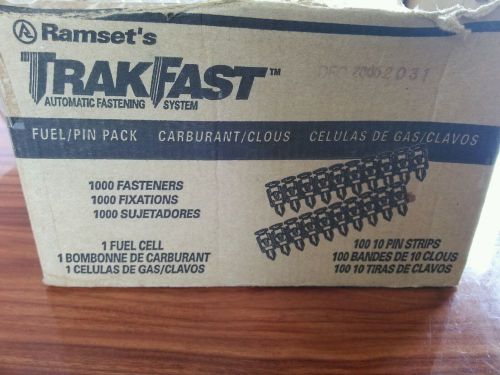 Ramset's
TRAKFAST™
AUTOMATIC FASTENING SYSTEM
FUEL/PIN PACK CARBURANT/CLOUS CELULAS DE GAS/CLAVOS
1000 FASTENERS
1000 FIXATIONS
1000 SUJETADORES
1 FUEL CELL
1 BOMBONNE DE CARBURANT
1 CELULAS DE GAS/CLAVOS
100 10 PIN STRIPS
100 BANDES DE 10 CLOUS
100 10 TIRAS DE CLAVOS